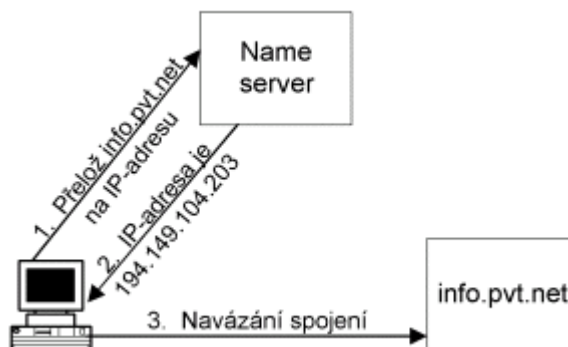 Name
server
1. Přelož info.pvt.net
na IP-adresu
2. IP-adresa je
194.149.104.203
info.pvt.net
3. Navázání spojení